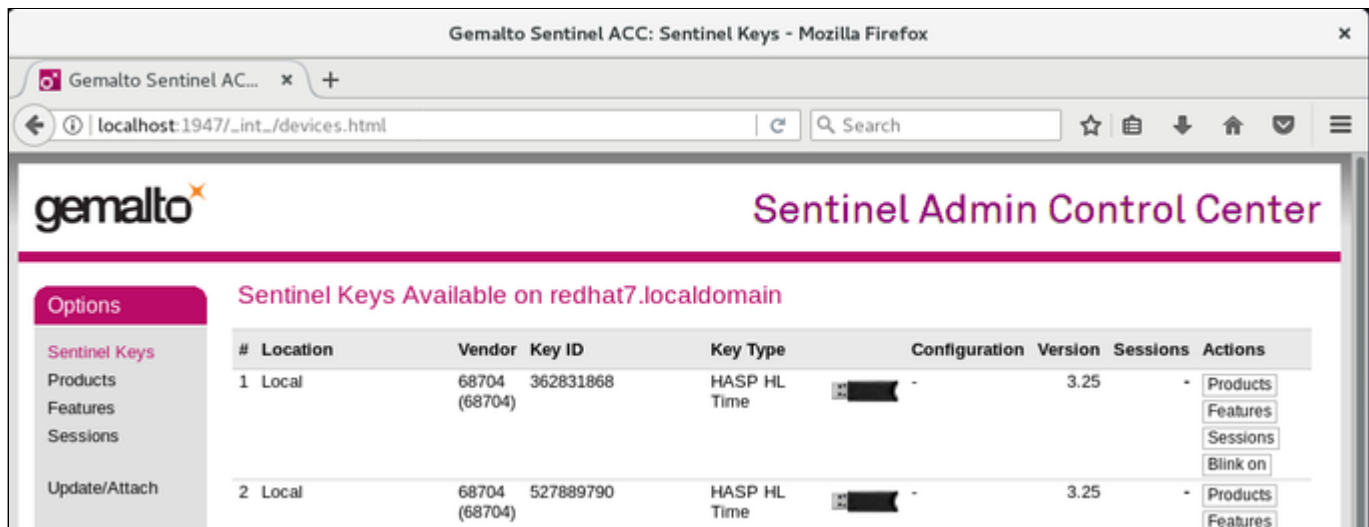 Gemalto Sentinel ACC: Sentinel Keys - Mozilla Firefox
Gemalto Sentinel AC...
localhost:1947/_int_/devices.html
Search
gemalto
Sentinel Admin Control Center
Options
Sentinel Keys Available on redhat7.localdomain
Sentinel Keys
Products
Features
Sessions
Update/Attach
# Location Vendor Key ID Key Type Configuration Version Sessions Actions
1 Local 68704 362831868 HASP HL - 3.25 - Products
(68704) Time Features
Sessions
Blink on
2 Local 68704 527889790 HASP HL - 3.25 - Products
(68704) Time Features